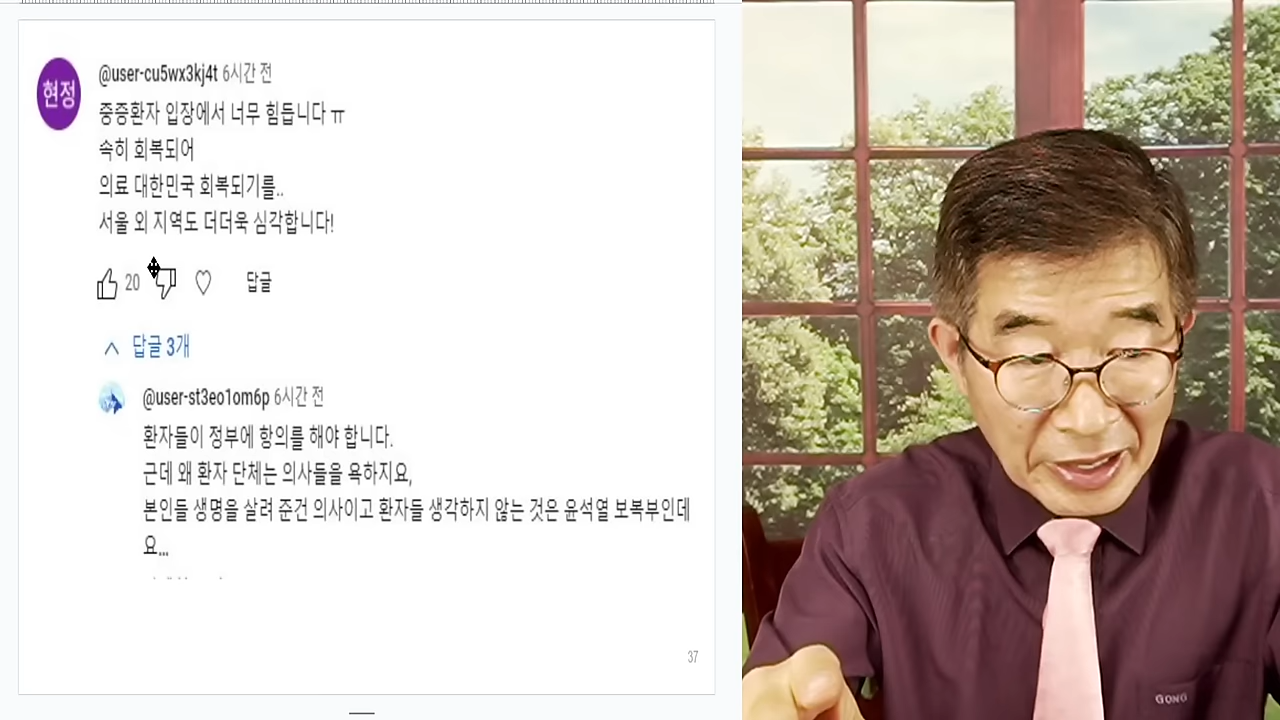 현정
@user-cu5wx3kj4t 6시간 전
중증환자 입장에서 너무 힘듭니다 ㅠ
속히 회복되어
의료 대한민국 회복되기를..
서울 외 지역도 더더욱 심각합니다!
20 답글
답글 3개
@user-st3eo1om6p 6시간 전
환자들이 정부에 항의를 해야 합니다.
근데 왜 환자 단체는 의사들을 욕하지요,
본인들 생명을 살려 준건 의사이고 환자들 생각하지 않는 것은 윤석열 보복부인데
요...
37
GONG